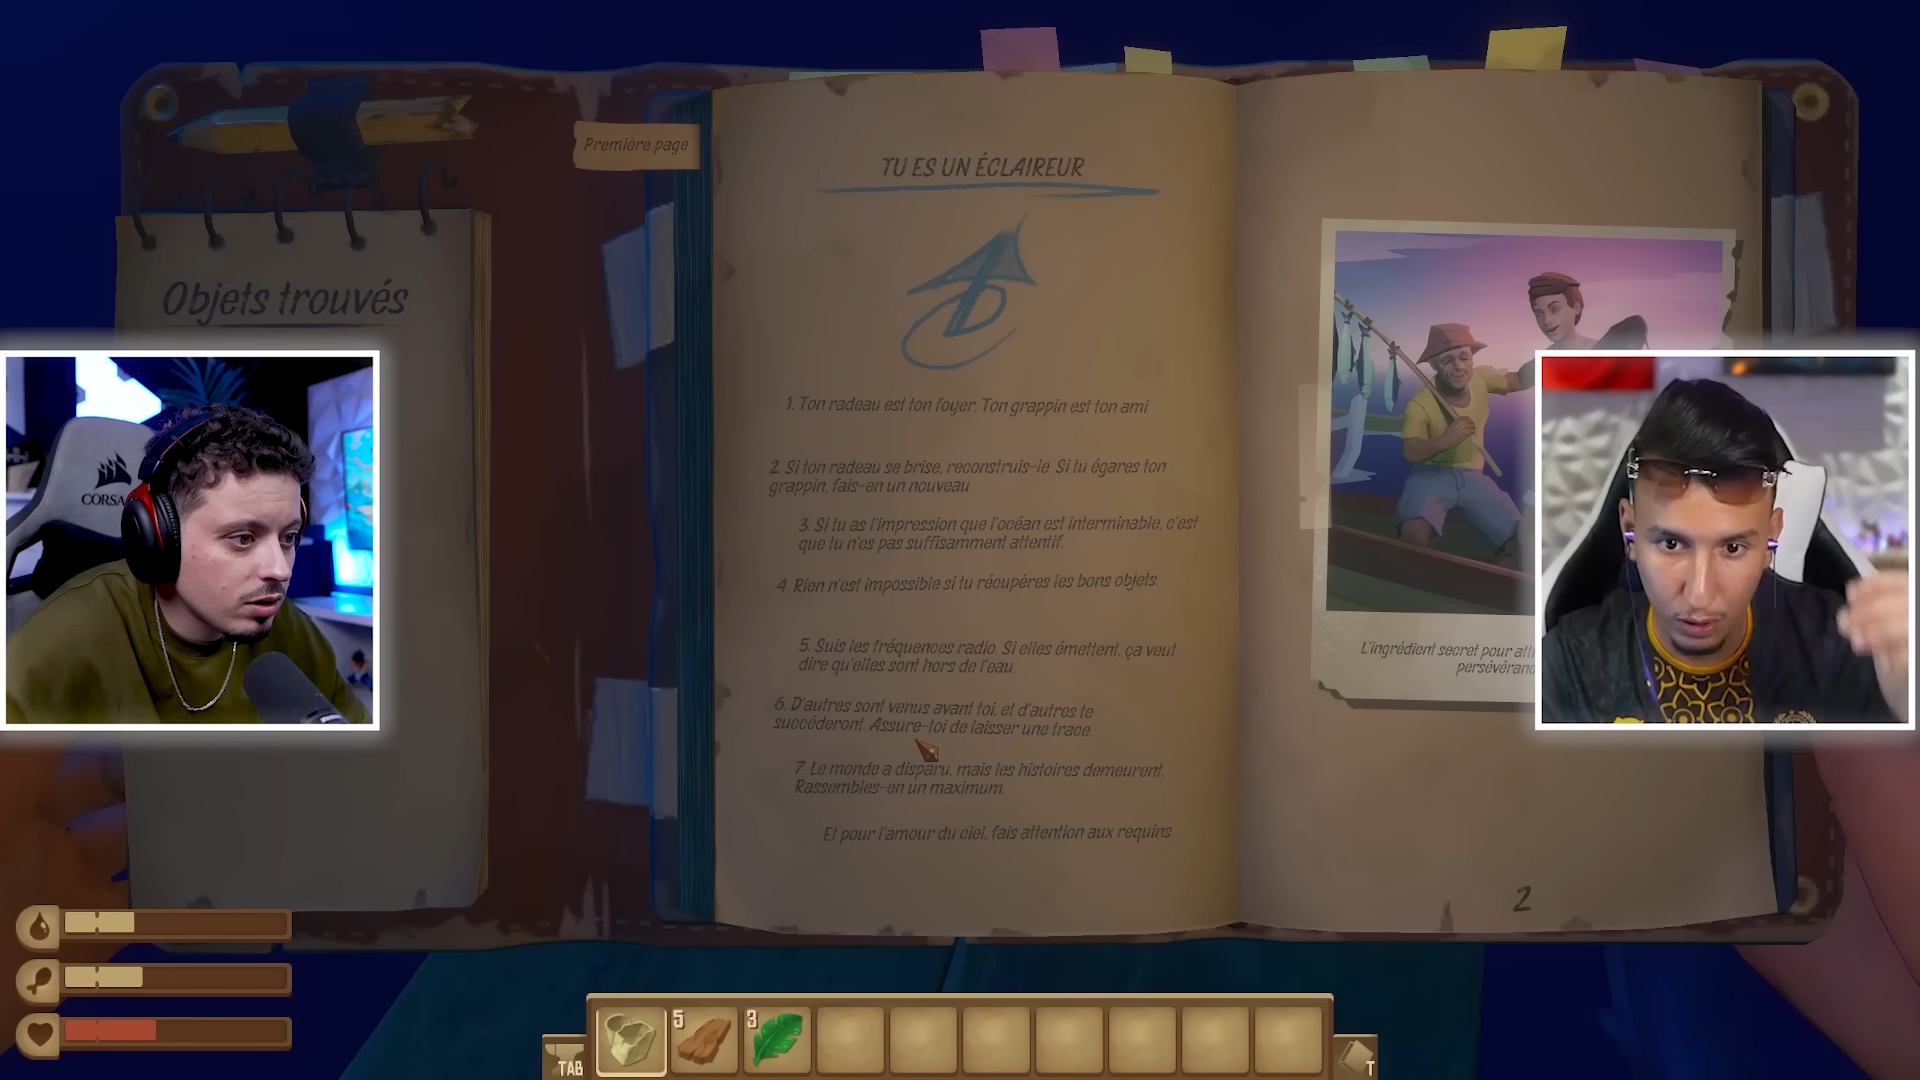 Première page
TU ES UN ÉCLAIREUR
Objets trouvés
1. Ton radeau est ton foyer. Ton grappin est ton ami.
2. Si ton radeau se brise, reconstruis-le. Si tu égares ton
grappin, fais-en un nouveau.
3. Si tu as l'impression que l'océan est interminable, c'est
que tu n'es pas suffisamment attentif.
4 Rien n'est impossible si tu récupères les bons objets.
5. Suis les fréquences radio. Si elles émettent, ça veut
dire qu'elles sont hors de l'eau.
6. D'autres sont venus avant toi, et d'autres te
succéderont. Assure-toi de laisser une trace.
7. Le monde a disparu, mais les histoires demeurent.
Rassembles-en un maximum.
Et pour l'amour du ciel, fais attention aux requins.
L'ingrédient secret pour
2
CORSA
5
3
TAB
T